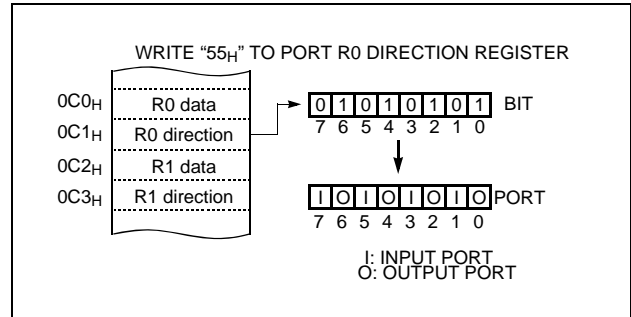 WRITE “55H” TO PORT R0 DIRECTION REGISTER
0C0H R0 data
0C1H R0 direction
0C2H R1 data
0C3H R1 direction
0 1 0 1 0 1 0 1 BIT
7 6 5 4 3 2 1 0
I O I O I O I O PORT
7 6 5 4 3 2 1 0
I: INPUT PORT
O: OUTPUT PORT